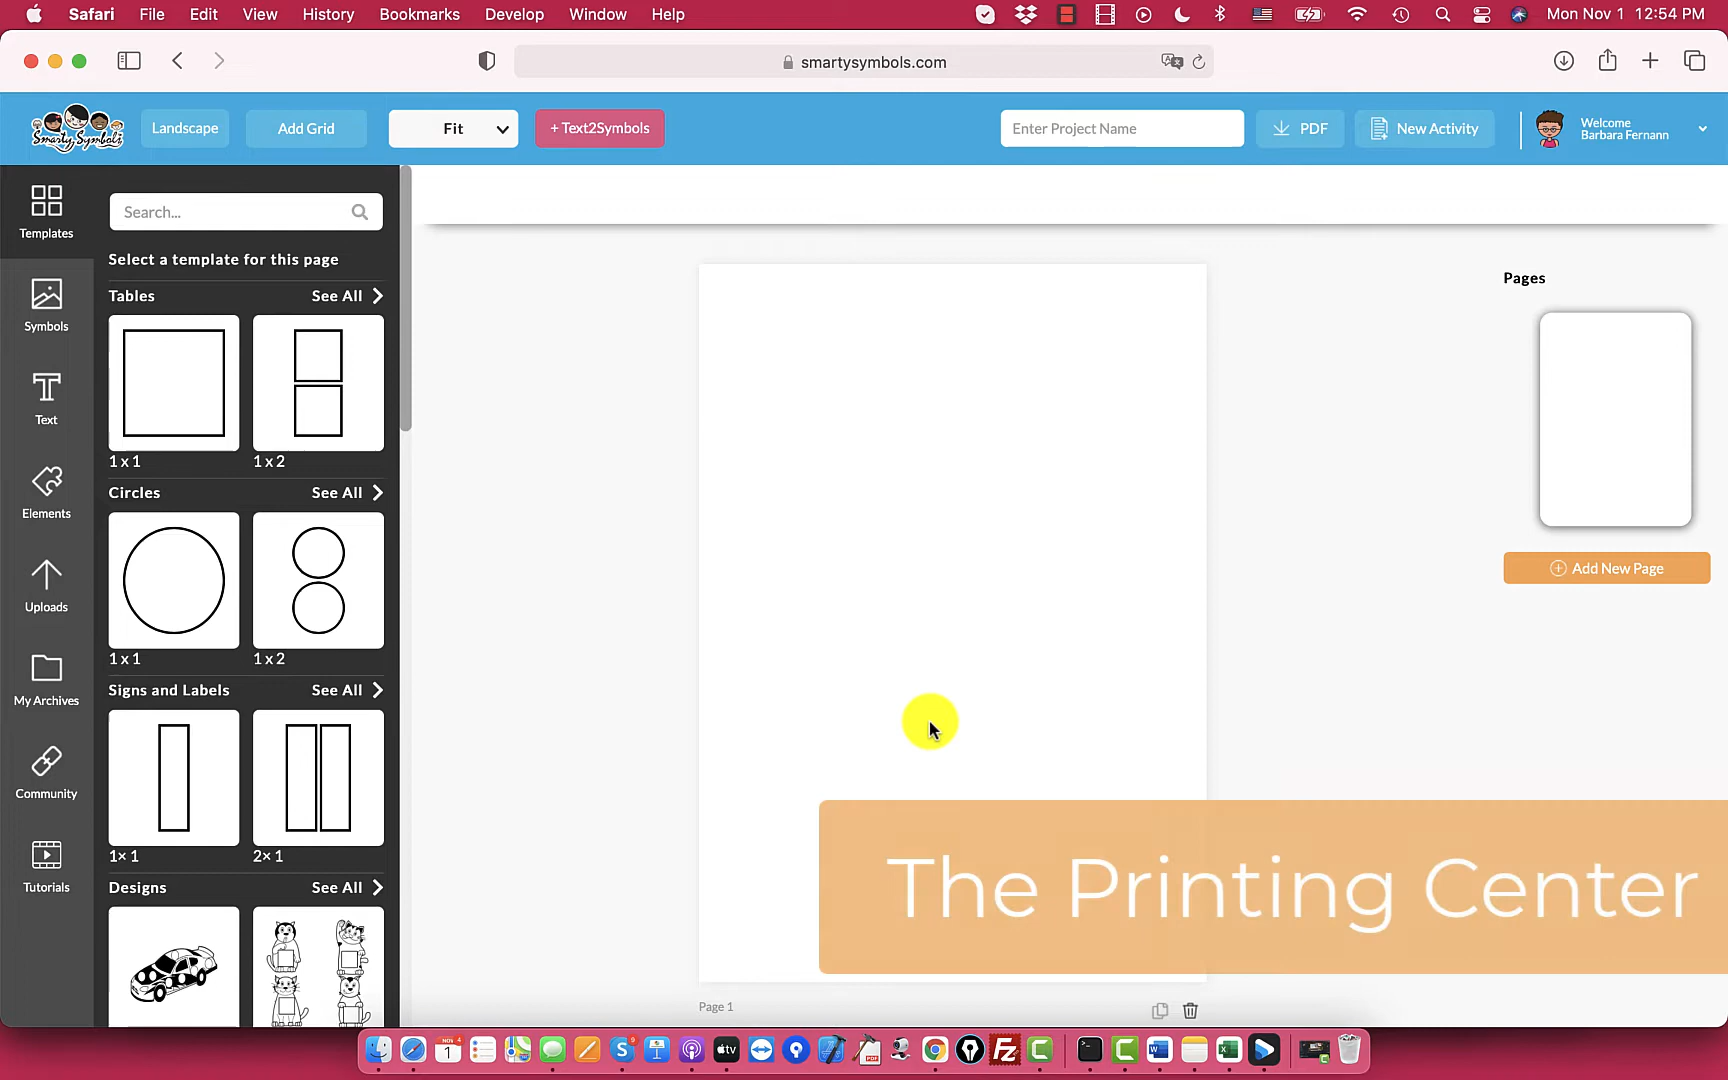 Safari File Edit View History Bookmarks Develop Window Help Mon Nov 1 12:54 PM
smartysymbols.com
Smarty Symbols
Landscape Add Grid Fit + Text2Symbols Enter Project Name PDF New Activity Welcome
Barbara Fernann
Templates
Symbols
Text
Elements
Uploads
My Archives
Community
Tutorials
Search...
Select a template for this page
Tables See All
1 x 1 1 x 2
Circles See All
1 x 1 1 x 2
Signs and Labels See All
1× 1 2× 1
Designs See All
Pages
Add New Page
The Printing Center
Page 1